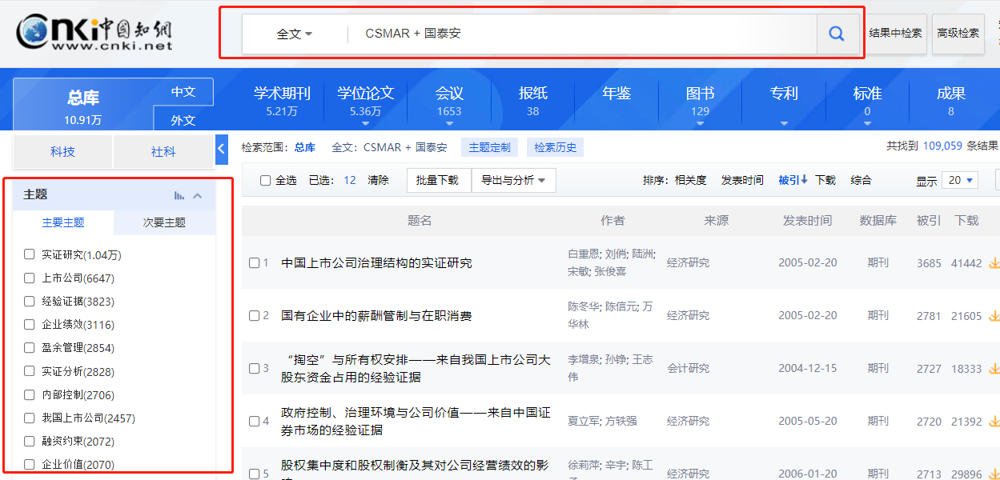 cnki中国知网
www.cnki.net
全文
CSMAR + 国泰安
结果中检索
高级检索
总库
10.91万
中文
外文
学术期刊
5.21万
学位论文
5.36万
会议
1653
报纸
38
年鉴
图书
129
专利
标准
0
成果
8
科技
社科
检索范围：总库 全文：CSMAR + 国泰安 主题定制 检索历史
共找到 109,059 条结果
全选 已选： 12 清除 批量下载 导出与分析
排序： 相关度 发表时间 被引↓ 下载 综合
显示 20
主题
主要主题 次要主题
实证研究(1.04万)
上市公司(6647)
经验证据(3823)
企业绩效(3116)
盈余管理(2854)
实证分析(2828)
内部控制(2706)
我国上市公司(2457)
融资约束(2072)
企业价值(2070)
题名 作者 来源 发表时间 数据库 被引 下载
1 中国上市公司治理结构的实证研究
白重恩; 刘俏; 陆洲;
宋敏; 张俊喜
经济研究 2005-02-20 期刊 3685 41442
2 国有企业中的薪酬管制与在职消费
陈冬华; 陈信元; 万
华林
经济研究 2005-02-20 期刊 2781 21605
3 “掏空”与所有权安排——来自我国上市公司大
股东资金占用的经验证据
李增泉; 孙铮; 王志
伟
会计研究 2004-12-15 期刊 2727 18333
4 政府控制、治理环境与公司价值——来自中国证
券市场的经验证据
夏立军; 方轶强
经济研究 2005-05-20 期刊 2720 21392
5 股权集中度和股权制衡及其对公司经营绩效的影
徐莉萍; 辛宇; 陈工
经济研究 2006-01-20 期刊 2713 29896